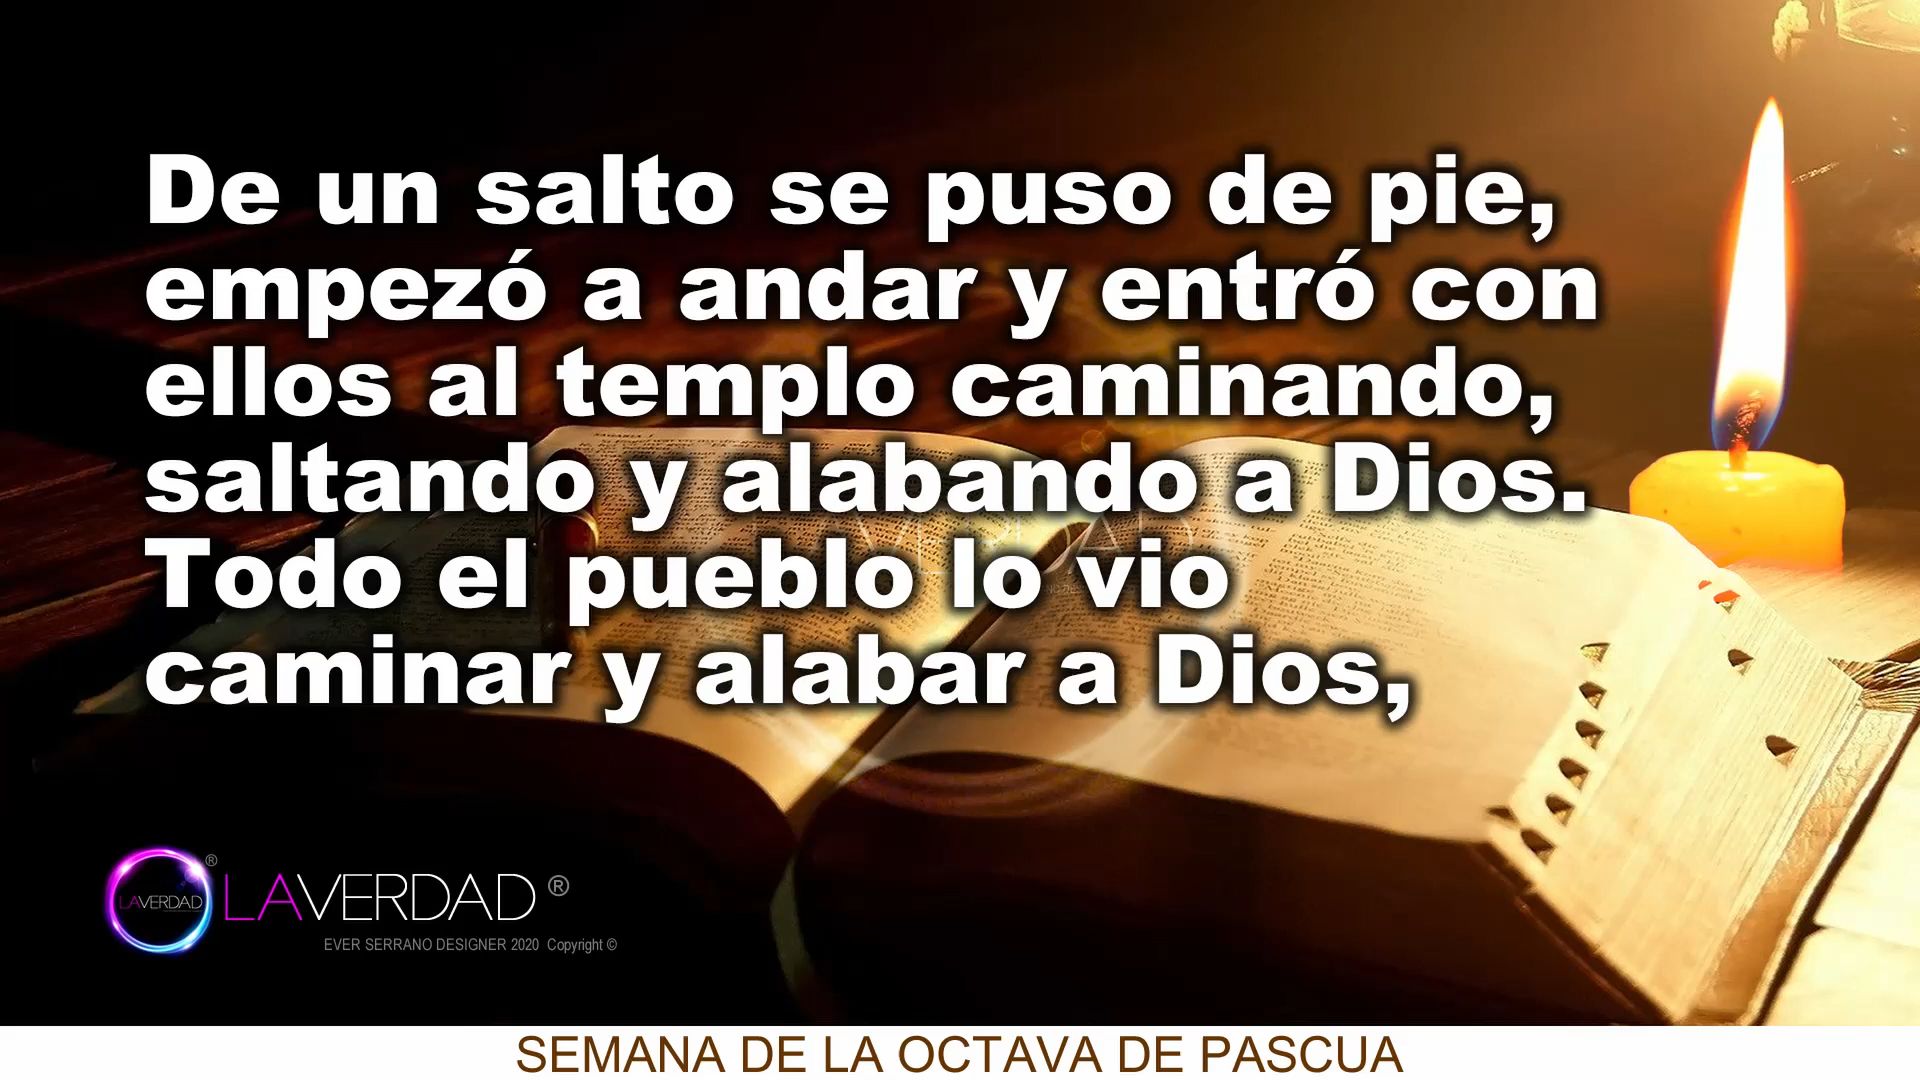 De un salto se puso de pie,
empezó a andar y entró con
ellos al templo caminando,
saltando y alabando a Dios.
Todo el pueblo lo vio
caminar y alabar a Dios,
LAVERDAD ®
LAVERDAD ®
EVER SERRANO DESIGNER 2020 Copyright ©
SEMANA DE LA OCTAVA DE PASCUA